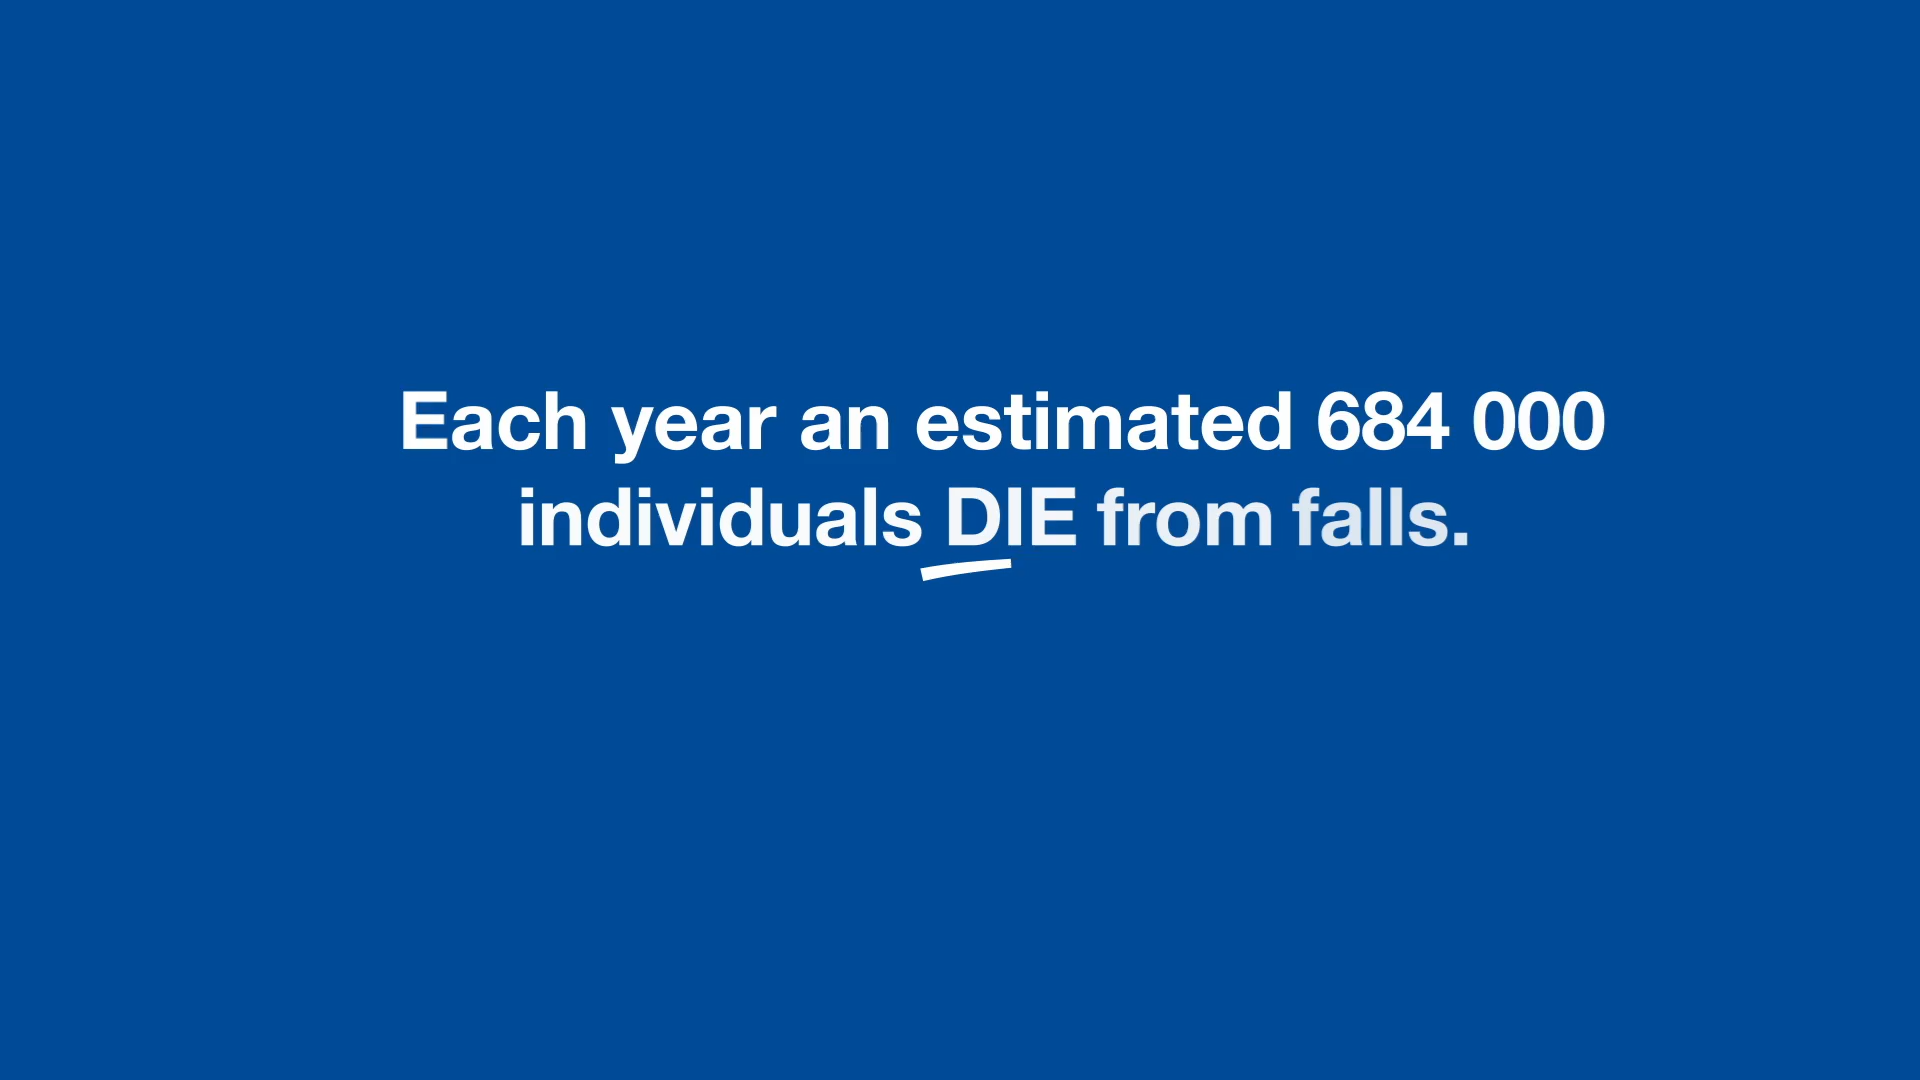 Each year an estimated 684 000
individuals DIE from falls.